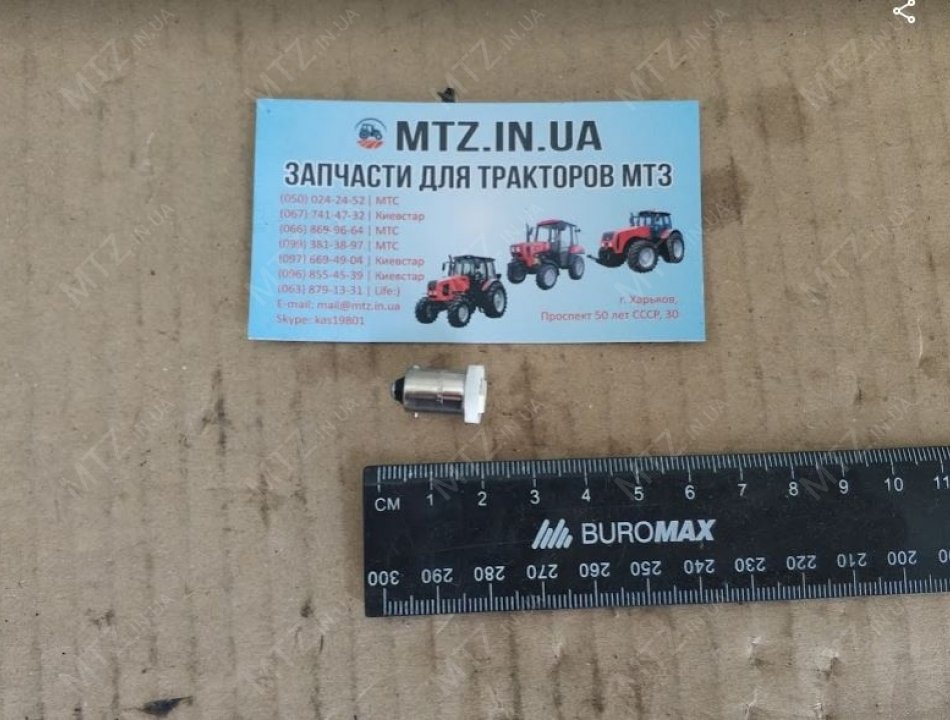 MTZ.IN.UA
ЗАПЧАСТИ ДЛЯ ТРАКТОРОВ МТЗ
(050) 024-24-52 | МТС
(067) 741-47-32 | Киевстар
(066) 869-96-64 | МТС
(099) 381-38-97 | МТС
(097) 669-49-04 | Киевстар
(096) 855-45-39 | Киевстар
(063) 879-13-31 | Life:)
E-mail: mail@mtz.in.ua
Skype: kas19801
г. Харьков,
Проспект 50 лет СССР, 30
СМ 1 2 3 4 5 6 7 8 9 10 11
BUROMAX
300 290 280 270 260 250 240 230 220 210 200